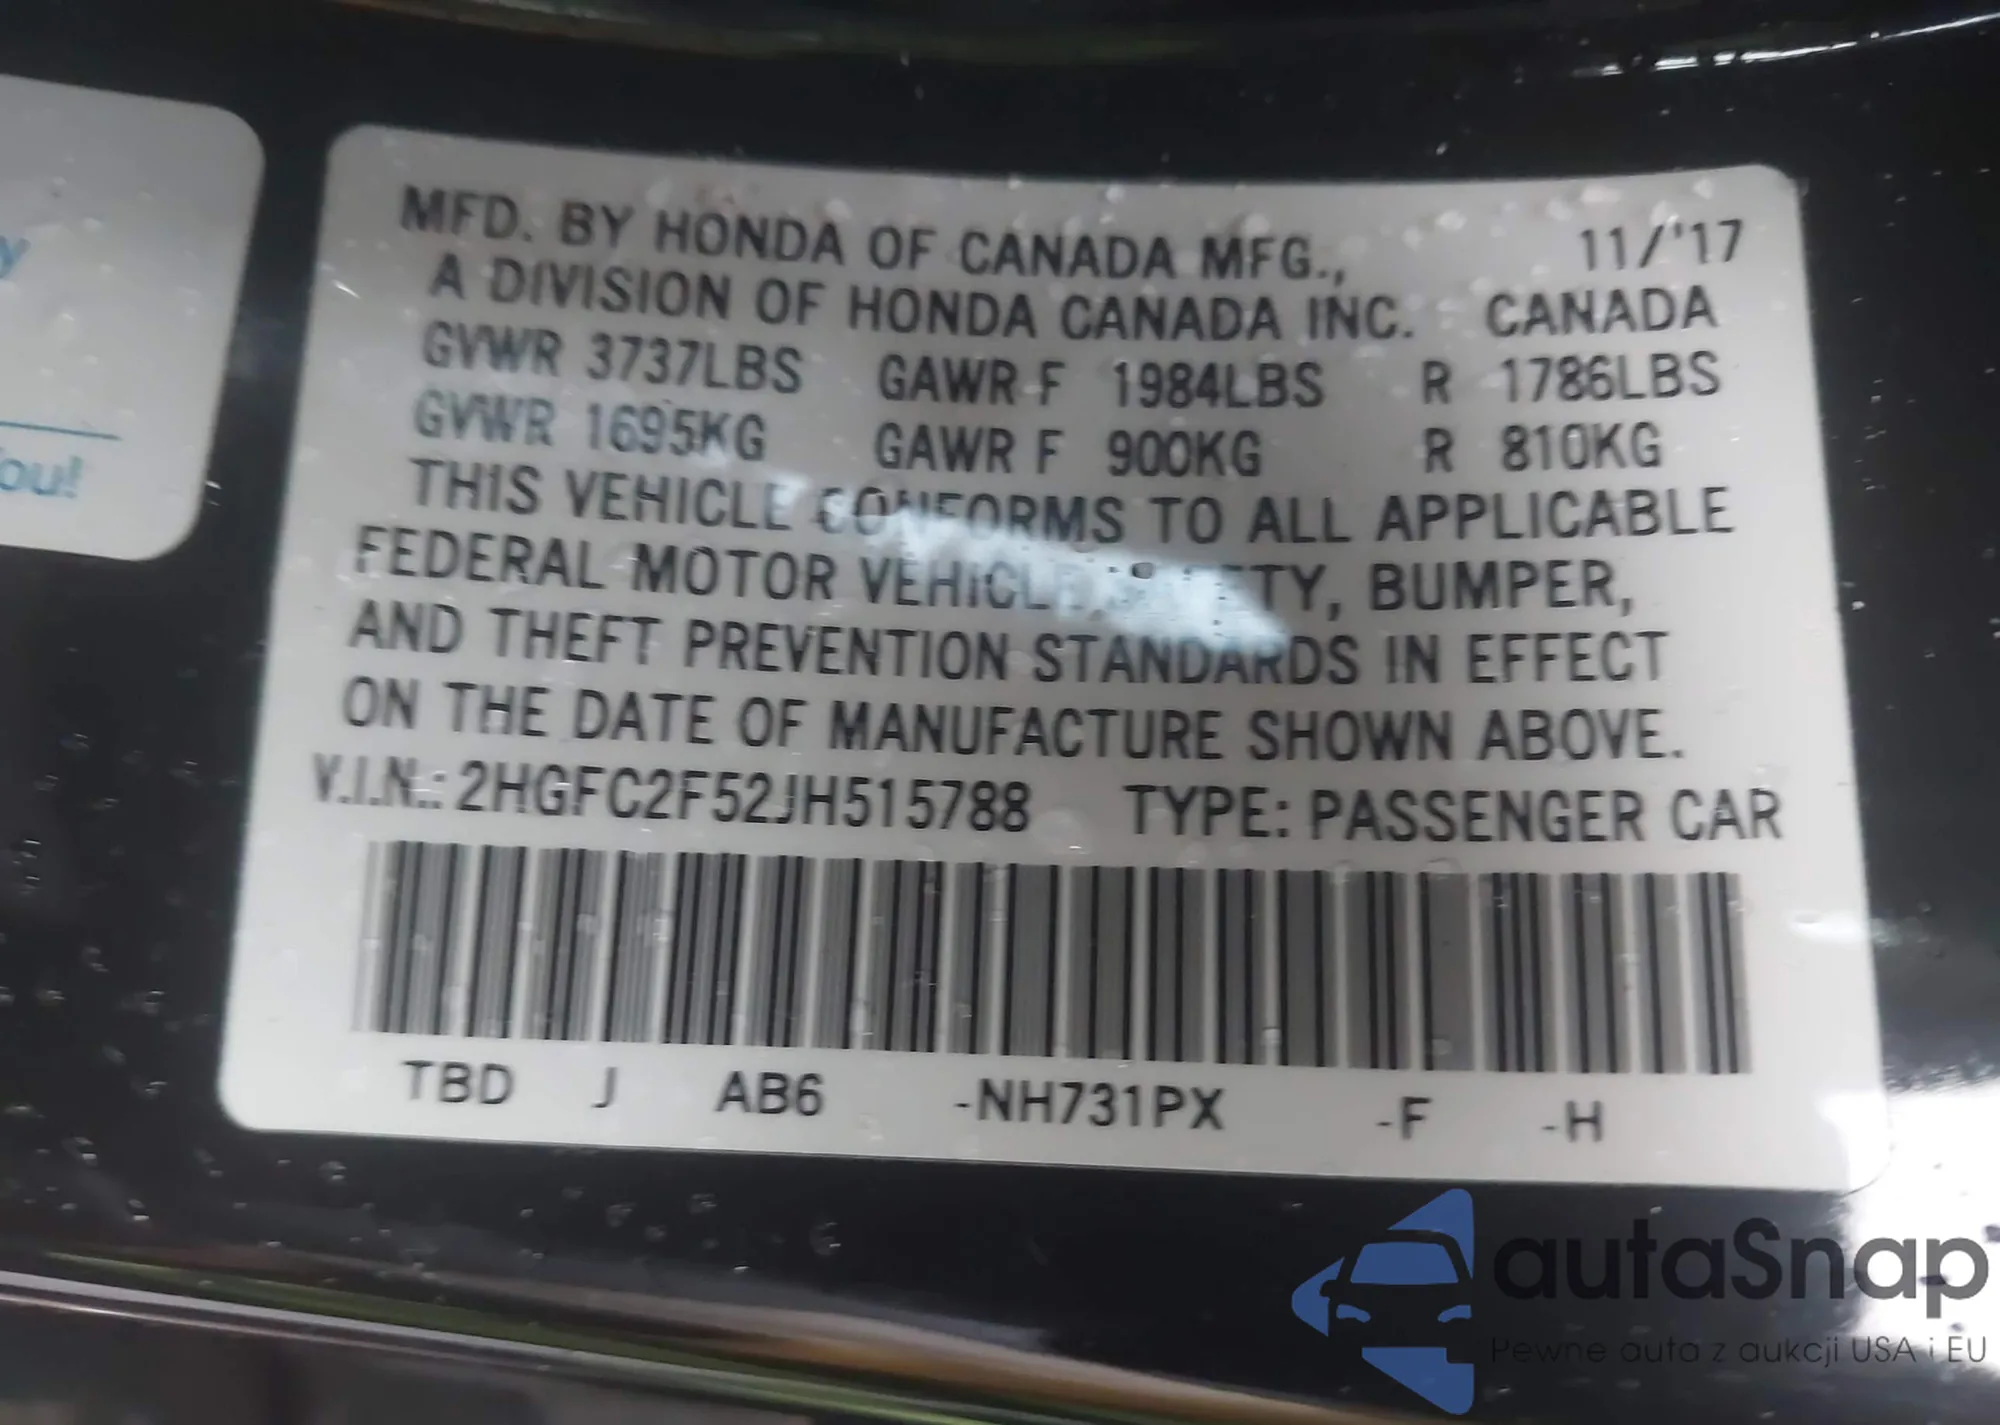 y
ou!
MFD. BY HONDA OF CANADA MFG., 11/'17
A DIVISION OF HONDA CANADA INC. CANADA
GVWR 3737LBS GAWR F 1984LBS R 1786LBS
GVWR 1695KG GAWR F 900KG R 810KG
THIS VEHICLE CONFORMS TO ALL APPLICABLE
FEDERAL MOTOR VEHICLE SAFETY, BUMPER,
AND THEFT PREVENTION STANDARDS IN EFFECT
ON THE DATE OF MANUFACTURE SHOWN ABOVE.
V.I.N.: 2HGFC2F52JH515788 TYPE: PASSENGER CAR
TBD J AB6 -NH731PX -F -H
autaSnap
Pewne auta z aukcji USA i EU